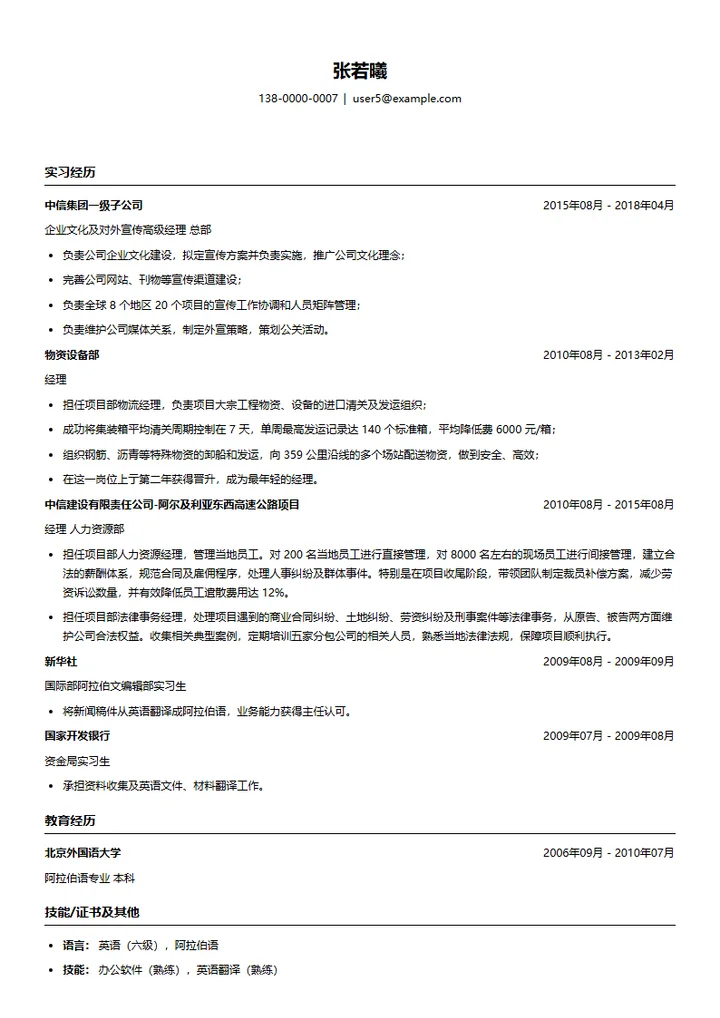 张若曦
138-0000-0007 | user5@example.com
实习经历
中信集团一级子公司 2015年08月 - 2018年04月
企业文化及对外宣传高级经理 总部
• 负责公司企业文化建设，拟定宣传方案并负责实施，推广公司文化理念；
• 完善公司网站、刊物等宣传渠道建设；
• 负责全球 8 个地区 20 个项目的宣传工作协调和人员矩阵管理；
• 负责维护公司媒体关系，制定外宣策略，策划公关活动。
物资设备部 2010年08月 - 2013年02月
经理
• 担任项目部物流经理，负责项目大宗工程物资、设备的进口清关及发运组织；
• 成功将集装箱平均清关周期控制在 7 天，单周最高发运记录达 140 个标准箱，平均降低费 6000 元/箱；
• 组织钢筋、沥青等特殊物资的卸船和发运，向 359 公里沿线的多个场站配送物资，做到安全、高效；
• 在这一岗位上于第二年获得晋升，成为最年轻的经理。
中信建设有限责任公司-阿尔及利亚东西高速公路项目 2010年08月 - 2015年08月
经理 人力资源部
• 担任项目部人力资源经理，管理当地员工。对 200 名当地员工进行直接管理，对 8000 名左右的现场员工进行间接管理，建立合
法的薪酬体系，规范合同及雇佣程序，处理人事纠纷及群体事件。特别是在项目收尾阶段，带领团队制定裁员补偿方案，减少劳
资诉讼数量，并有效降低员工遣散费用达 12%。
• 担任项目部法律事务经理，处理项目遇到的商业合同纠纷、土地纠纷、劳资纠纷及刑事案件等法律事务，从原告、被告两方面维
护公司合法权益。收集相关典型案例，定期培训五家分包公司的相关人员，熟悉当地法律法规，保障项目顺利执行。
新华社 2009年08月 - 2009年09月
国际部阿拉伯文编辑部实习生
• 将新闻稿件从英语翻译成阿拉伯语，业务能力获得主任认可。
国家开发银行 2009年07月 - 2009年08月
资金局实习生
• 承担资料收集及英语文件、材料翻译工作。
教育经历
北京外国语大学 2006年09月 - 2010年07月
阿拉伯语专业 本科
技能/证书及其他
• 语言： 英语（六级），阿拉伯语
• 技能： 办公软件（熟练），英语翻译（熟练）